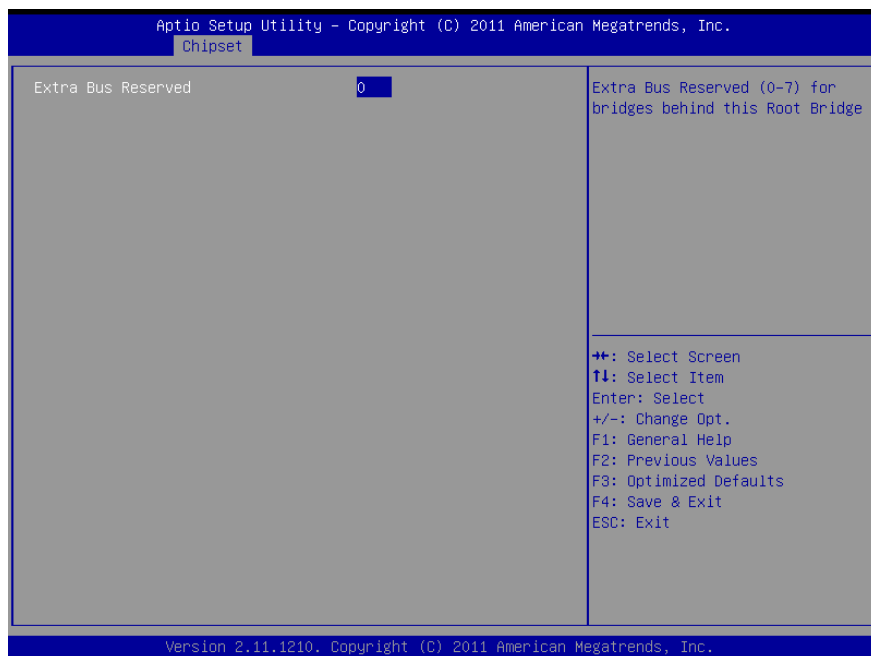 Aptio Setup Utility – Copyright (C) 2011 American Megatrends, Inc.
Chipset
Extra Bus Reserved 0
Extra Bus Reserved (0-7) for
bridges behind this Root Bridge
→←: Select Screen
↑↓: Select Item
Enter: Select
+/-: Change Opt.
F1: General Help
F2: Previous Values
F3: Optimized Defaults
F4: Save & Exit
ESC: Exit
Version 2.11.1210. Copyright (C) 2011 American Megatrends, Inc.